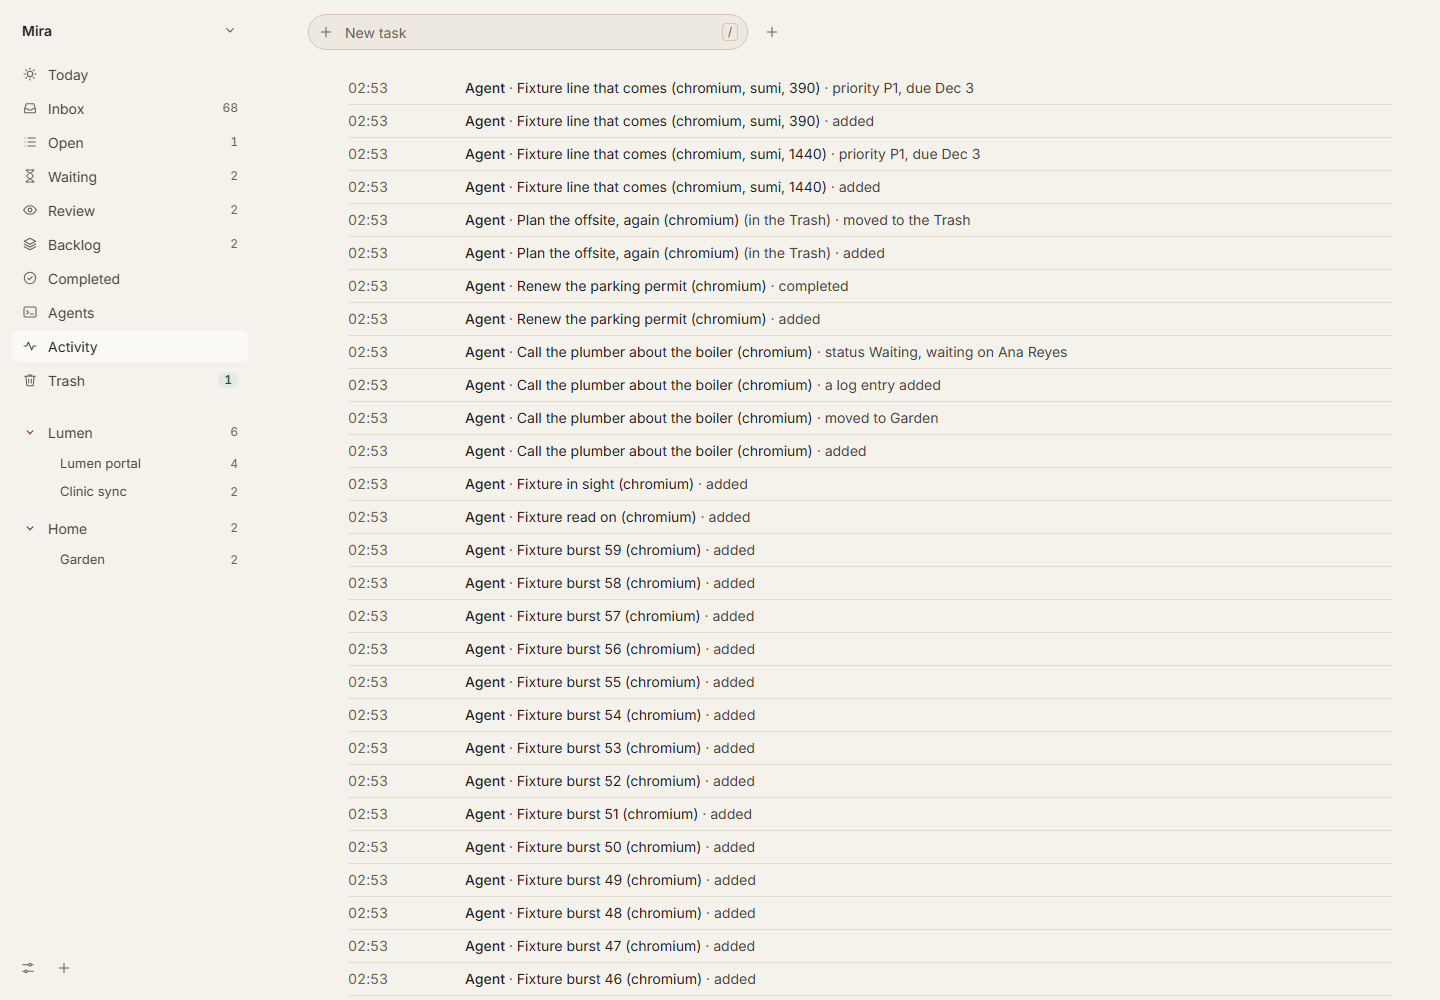 Mira
Today
Inbox 68
Open 1
Waiting 2
Review 2
Backlog 2
Completed
Agents
Activity
Trash 1
Lumen 6
Lumen portal 4
Clinic sync 2
Home 2
Garden 2
New task /
02:53 Agent · Fixture line that comes (chromium, sumi, 390) · priority P1, due Dec 3
02:53 Agent · Fixture line that comes (chromium, sumi, 390) · added
02:53 Agent · Fixture line that comes (chromium, sumi, 1440) · priority P1, due Dec 3
02:53 Agent · Fixture line that comes (chromium, sumi, 1440) · added
02:53 Agent · Plan the offsite, again (chromium) (in the Trash) · moved to the Trash
02:53 Agent · Plan the offsite, again (chromium) (in the Trash) · added
02:53 Agent · Renew the parking permit (chromium) · completed
02:53 Agent · Renew the parking permit (chromium) · added
02:53 Agent · Call the plumber about the boiler (chromium) · status Waiting, waiting on Ana Reyes
02:53 Agent · Call the plumber about the boiler (chromium) · a log entry added
02:53 Agent · Call the plumber about the boiler (chromium) · moved to Garden
02:53 Agent · Call the plumber about the boiler (chromium) · added
02:53 Agent · Fixture in sight (chromium) · added
02:53 Agent · Fixture read on (chromium) · added
02:53 Agent · Fixture burst 59 (chromium) · added
02:53 Agent · Fixture burst 58 (chromium) · added
02:53 Agent · Fixture burst 57 (chromium) · added
02:53 Agent · Fixture burst 56 (chromium) · added
02:53 Agent · Fixture burst 55 (chromium) · added
02:53 Agent · Fixture burst 54 (chromium) · added
02:53 Agent · Fixture burst 53 (chromium) · added
02:53 Agent · Fixture burst 52 (chromium) · added
02:53 Agent · Fixture burst 51 (chromium) · added
02:53 Agent · Fixture burst 50 (chromium) · added
02:53 Agent · Fixture burst 49 (chromium) · added
02:53 Agent · Fixture burst 48 (chromium) · added
02:53 Agent · Fixture burst 47 (chromium) · added
02:53 Agent · Fixture burst 46 (chromium) · added